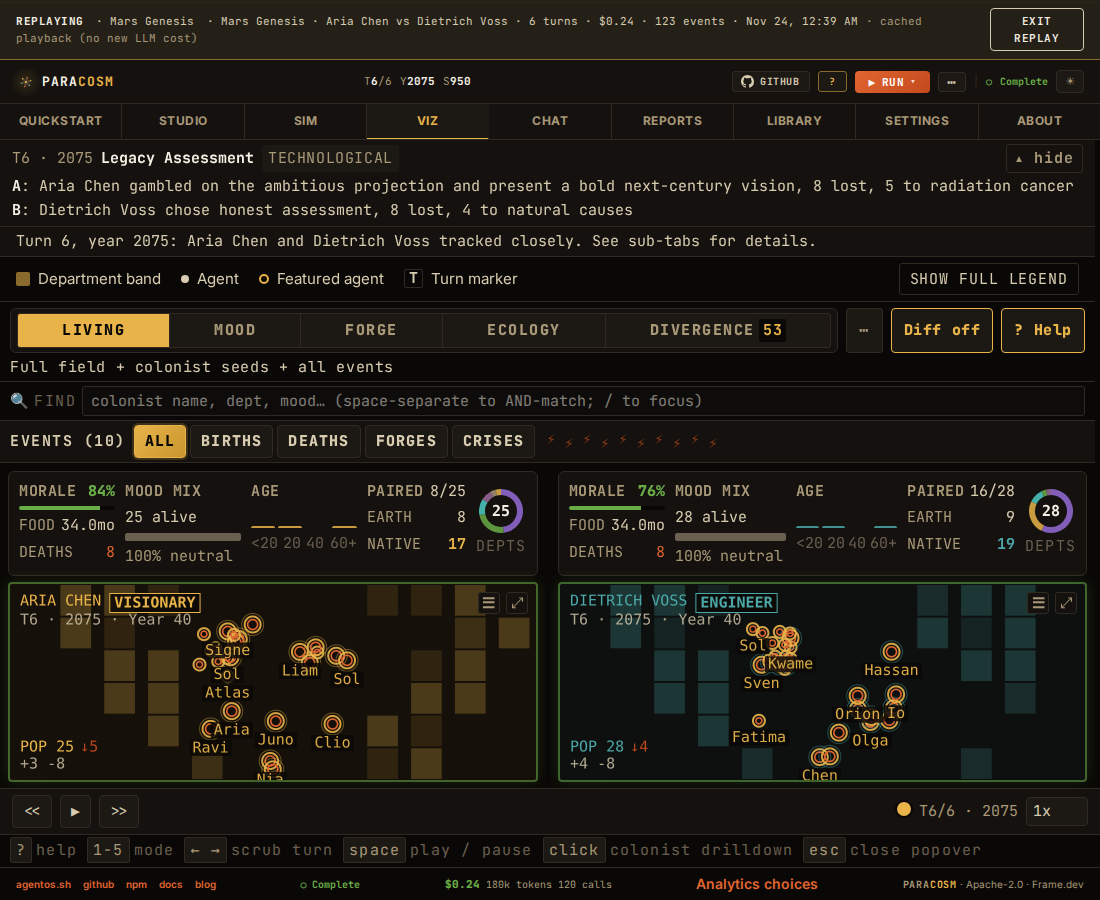 REPLAYING · Mars Genesis · Mars Genesis · Aria Chen vs Dietrich Voss · 6 turns · $0.24 · 123 events · Nov 24, 12:39 AM · cached
playback (no new LLM cost)
EXIT
REPLAY
PARACOSM
T6/6 Y2075 S950
GITHUB
?
▶ RUN ▾
⋯
○ Complete
☀
QUICKSTART
STUDIO
SIM
VIZ
CHAT
REPORTS
LIBRARY
SETTINGS
ABOUT
T6 · 2075 Legacy Assessment TECHNOLOGICAL
▴ hide
A: Aria Chen gambled on the ambitious projection and present a bold next-century vision, 8 lost, 5 to radiation cancer
B: Dietrich Voss chose honest assessment, 8 lost, 4 to natural causes
Turn 6, year 2075: Aria Chen and Dietrich Voss tracked closely. See sub-tabs for details.
Department band
Agent
Featured agent
T Turn marker
SHOW FULL LEGEND
LIVING
MOOD
FORGE
ECOLOGY
DIVERGENCE 53
⋯
Diff off
? Help
Full field + colonist seeds + all events
🔍 FIND colonist name, dept, mood… (space-separate to AND-match; / to focus)
EVENTS (10) ALL BIRTHS DEATHS FORGES CRISES ⚡ ⚡ ⚡ ⚡ ⚡ ⚡ ⚡ ⚡ ⚡ ⚡
MORALE 84%
FOOD 34.0mo
DEATHS 8
MOOD MIX
25 alive
100% neutral
AGE
<20 20 40 60+
PAIRED 8/25
EARTH 8
NATIVE 17
25
DEPTS
MORALE 76%
FOOD 34.0mo
DEATHS 8
MOOD MIX
28 alive
100% neutral
AGE
<20 20 40 60+
PAIRED 16/28
EARTH 9
NATIVE 19
28
DEPTS
ARIA CHEN VISIONARY
T6 · 2075 · Year 40
Signe
Liam
Sol
Sol
Atlas
Aria
Ravi
Juno
Clio
Nia
POP 25 ↓5
+3 -8
DIETRICH VOSS ENGINEER
T6 · 2075 · Year 40
Sol
Kwame
Hassan
Sven
Orion
Io
Fatima
Olga
Chen
POP 28 ↓4
+4 -8
<<
▶
>>
T6/6 · 2075
1x
? help 1-5 mode ← → scrub turn space play / pause click colonist drilldown esc close popover
agentos.sh github npm docs blog
○ Complete
$0.24 180k tokens 120 calls
Analytics choices
PARACOSM · Apache-2.0 · Frame.dev